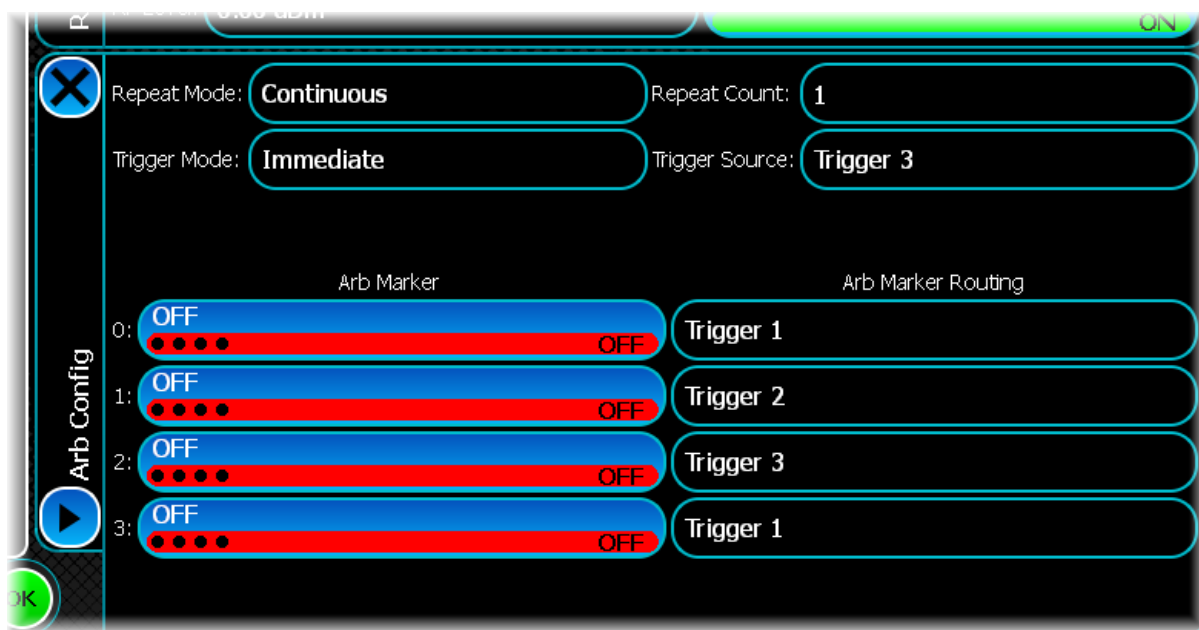 ON
Repeat Mode: Continuous Repeat Count: 1
Trigger Mode: Immediate Trigger Source: Trigger 3
Arb Marker Arb Marker Routing
0: OFF OFF Trigger 1
1: OFF OFF Trigger 2
2: OFF OFF Trigger 3
3: OFF OFF Trigger 1
Arb Config
OK